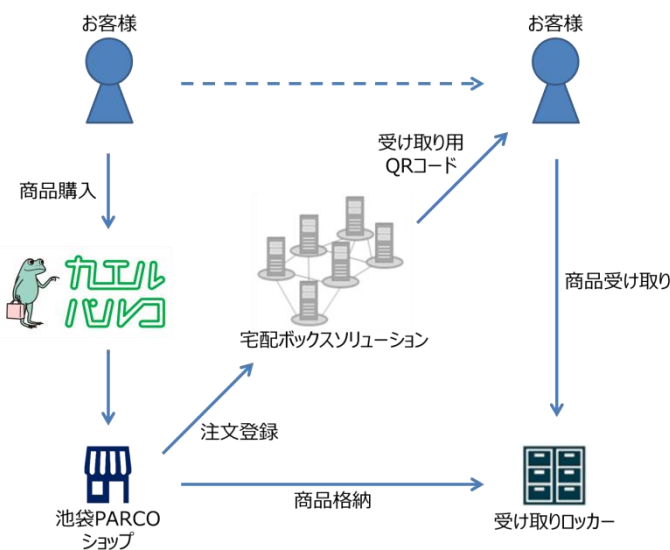 お客様
お客様
受け取り用
QRコード
商品購入
カエル
パルコ
商品受け取り
宅配ボックスソリューション
注文登録
商品格納
池袋PARCO
ショップ
受け取りロッカー